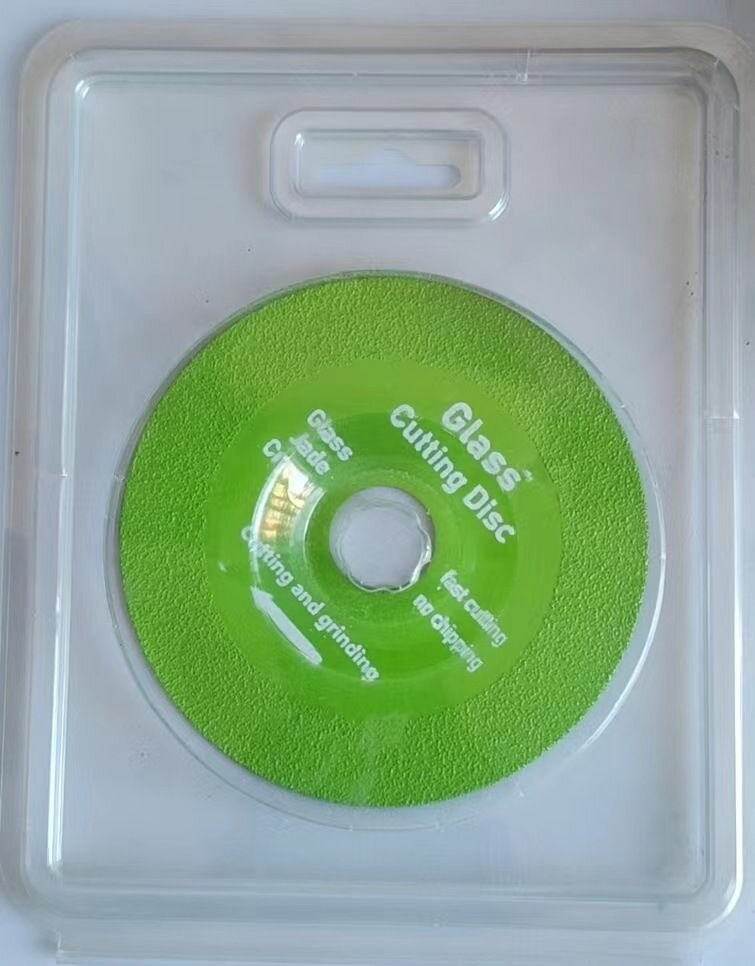 Glass
Cutting Disc
Glass
Jade
Cutting and grinding
fast cutting
no chipping